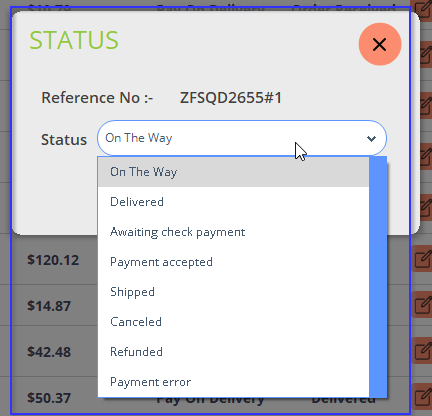 $10.79 Pay On Delivery Order Received
STATUS
Reference No :- ZFSQD2655#1
Status On The Way
On The Way
Delivered
Awaiting check payment
Payment accepted
$120.12
Shipped
$14.87
Canceled
$42.48 Refunded
Payment error
$50.37 Pay On Delivery Delivered